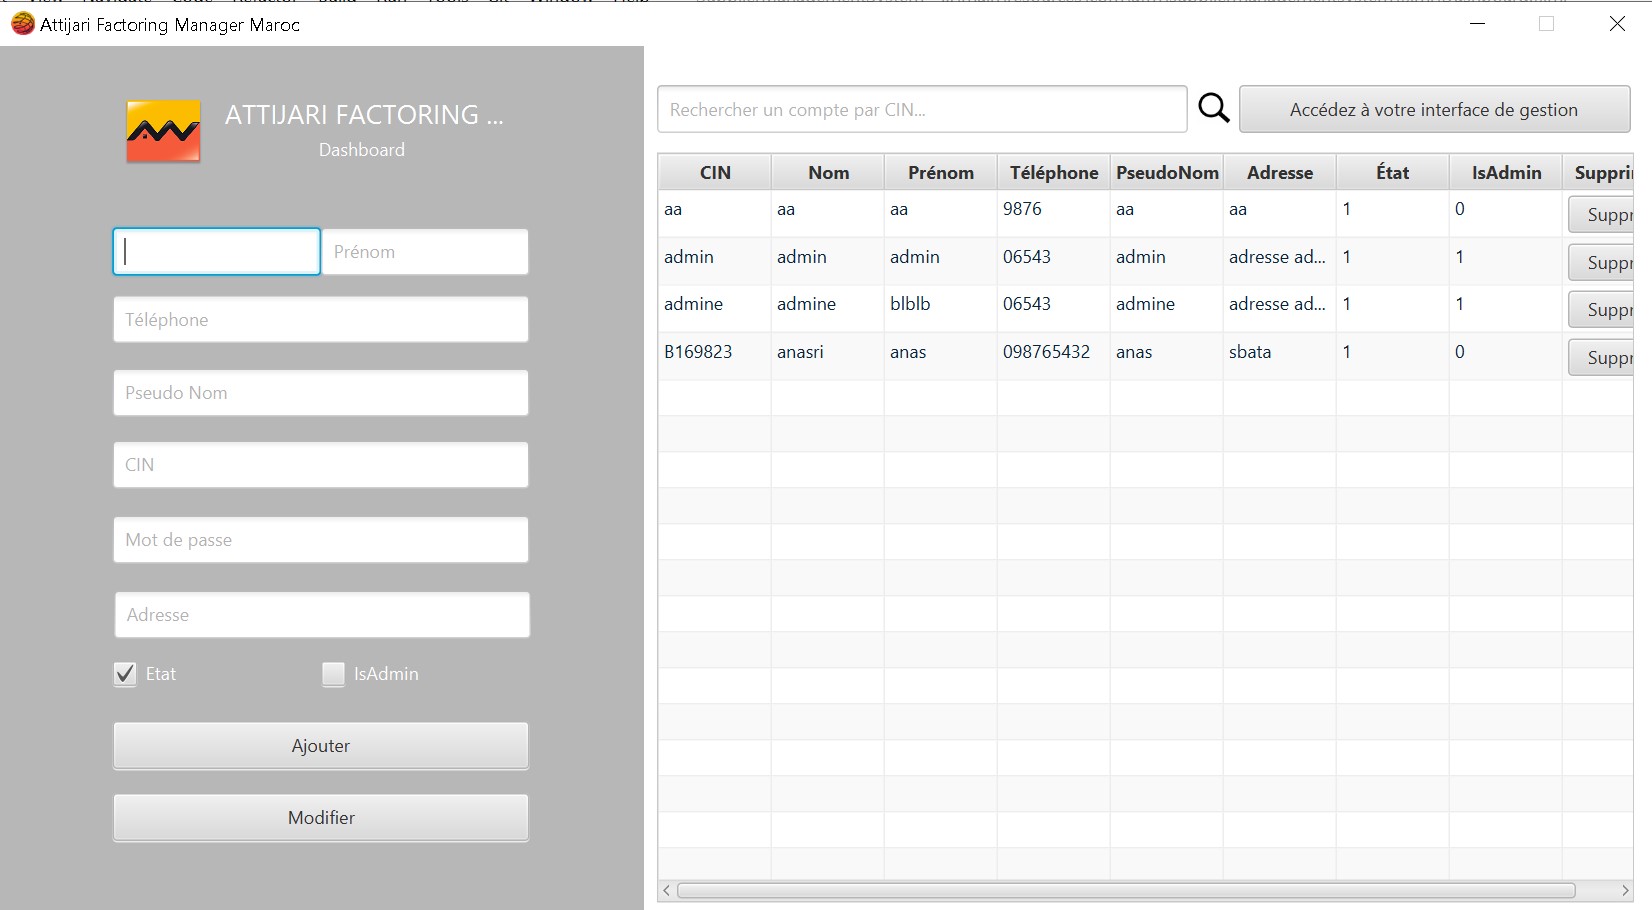 Attijari Factoring Manager Maroc
ATTIJARI FACTORING ...
Dashboard
Prénom
Téléphone
Pseudo Nom
CIN
Mot de passe
Adresse
Etat IsAdmin
Ajouter
Modifier
Rechercher un compte par CIN... Accédez à votre interface de gestion
CIN Nom Prénom Téléphone PseudoNom Adresse État IsAdmin Suppri
aa aa aa 9876 aa aa 1 0 Suppr
admin admin admin 06543 admin adresse ad... 1 1 Suppr
admine admine blblb 06543 admine adresse ad... 1 1 Suppr
B169823 anasri anas 098765432 anas sbata 1 0 Suppr